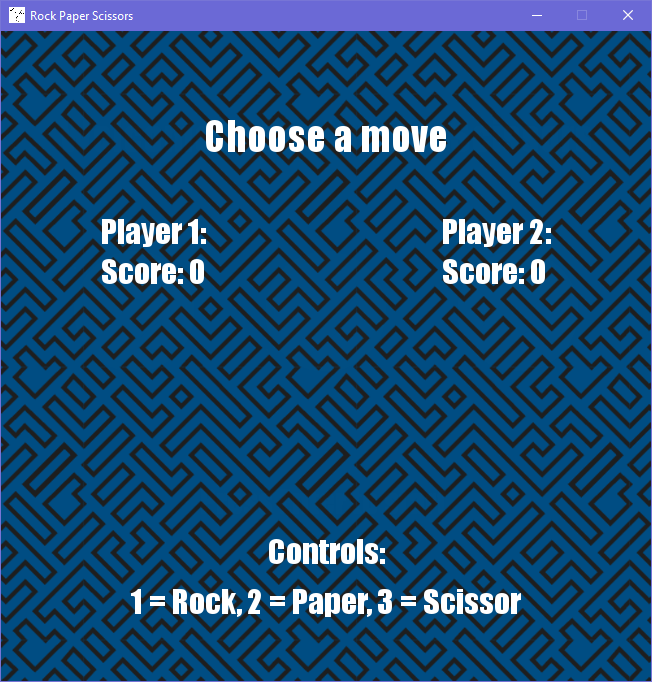 Rock Paper Scissors
Choose a move
Player 1:
Score: 0
Player 2:
Score: 0
Controls:
1 = Rock, 2 = Paper, 3 = Scissor